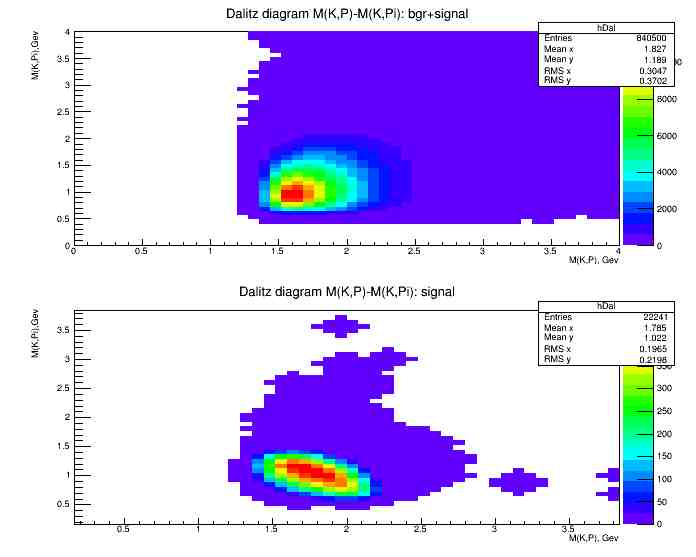 Dalitz diagram M(K,P)-M(K,Pi): bgr+signal
M(K,Pi),Gev
4
3.5
3
2.5
2
1.5
1
0.5
0
0 0.5 1 1.5 2 2.5 3 3.5 4
M(K,P), Gev
hDal
Entries 840500
Mean x 1.827
Mean y 1.189
RMS x 0.3047
RMS y 0.3702
8000
6000
4000
2000
0
Dalitz diagram M(K,P)-M(K,Pi): signal
M(K,Pi),Gev
3.5
3
2.5
2
1.5
1
0.5
0.5 1 1.5 2 2.5 3 3.5
M(K,P), Gev
hDal
Entries 22241
Mean x 1.785
Mean y 1.022
RMS x 0.1965
RMS y 0.2198
350
300
250
200
150
100
50
0